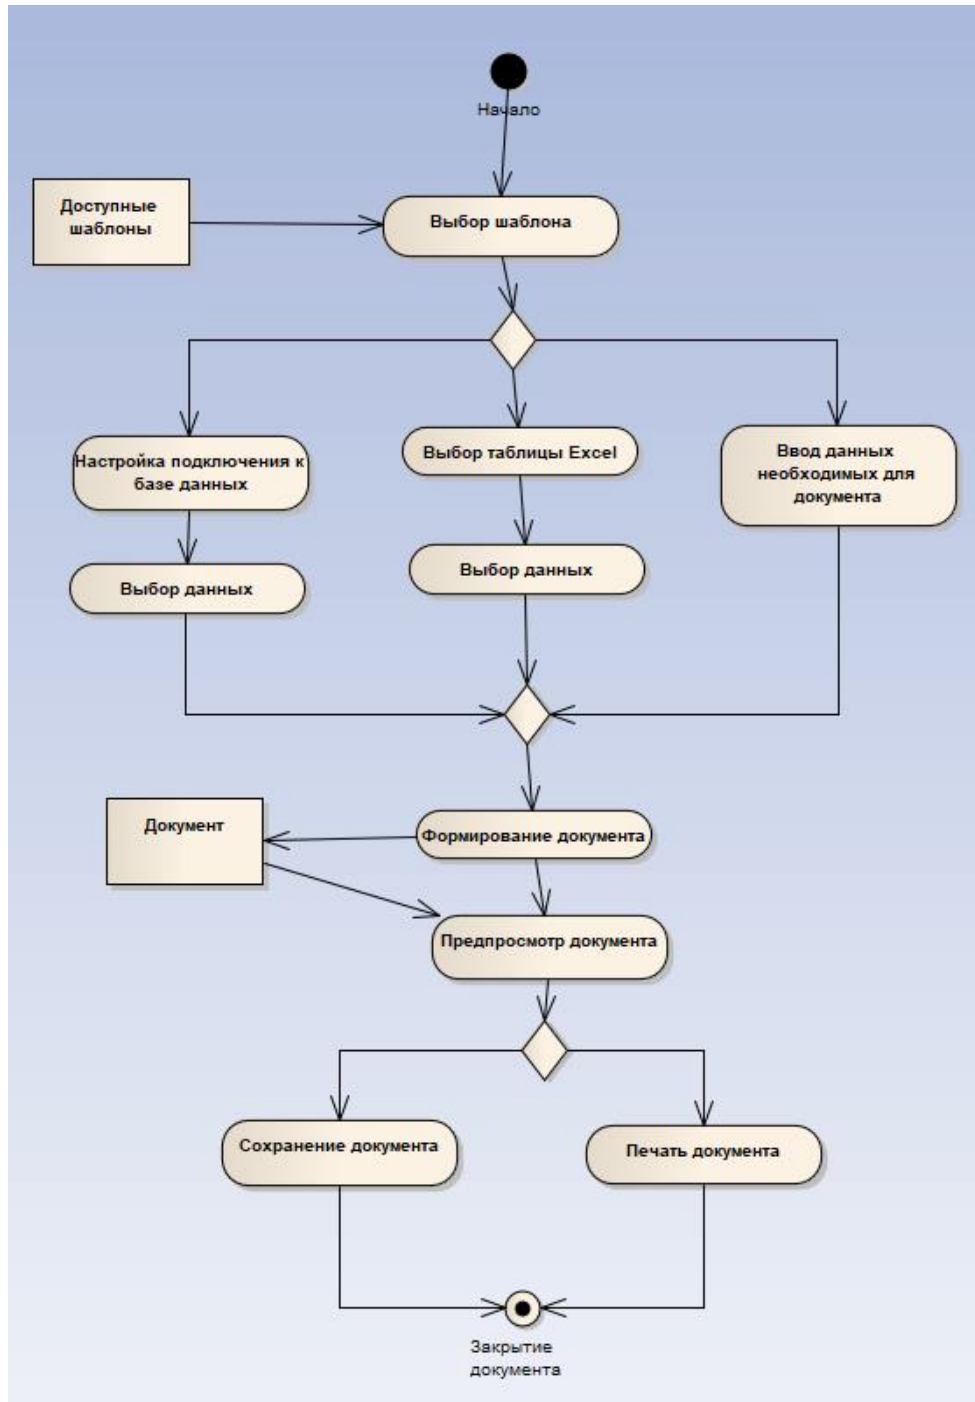 Начало
Доступные
шаблоны
Выбор шаблона
Настройка подключения к
базе данных
Выбор таблицы Excel
Ввод данных
необходимых для
документа
Выбор данных
Выбор данных
Документ
Формирование документа
Предпросмотр документа
Сохранение документа
Печать документа
Закрытие
документа